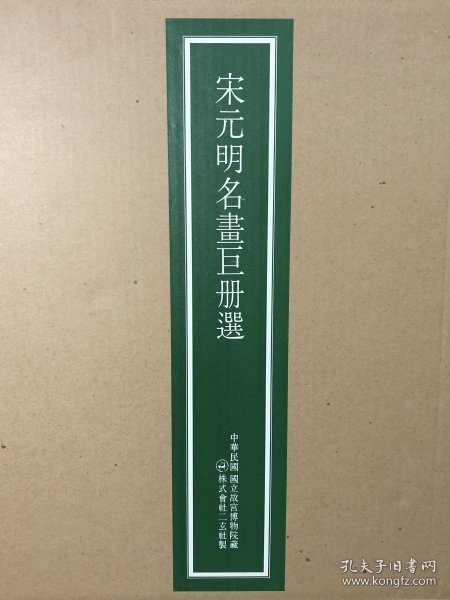 宋元明名畫巨册選
中華民國 國立故宮博物院藏
株式會社二玄社製
孔夫子旧书网
www.kongfz.com